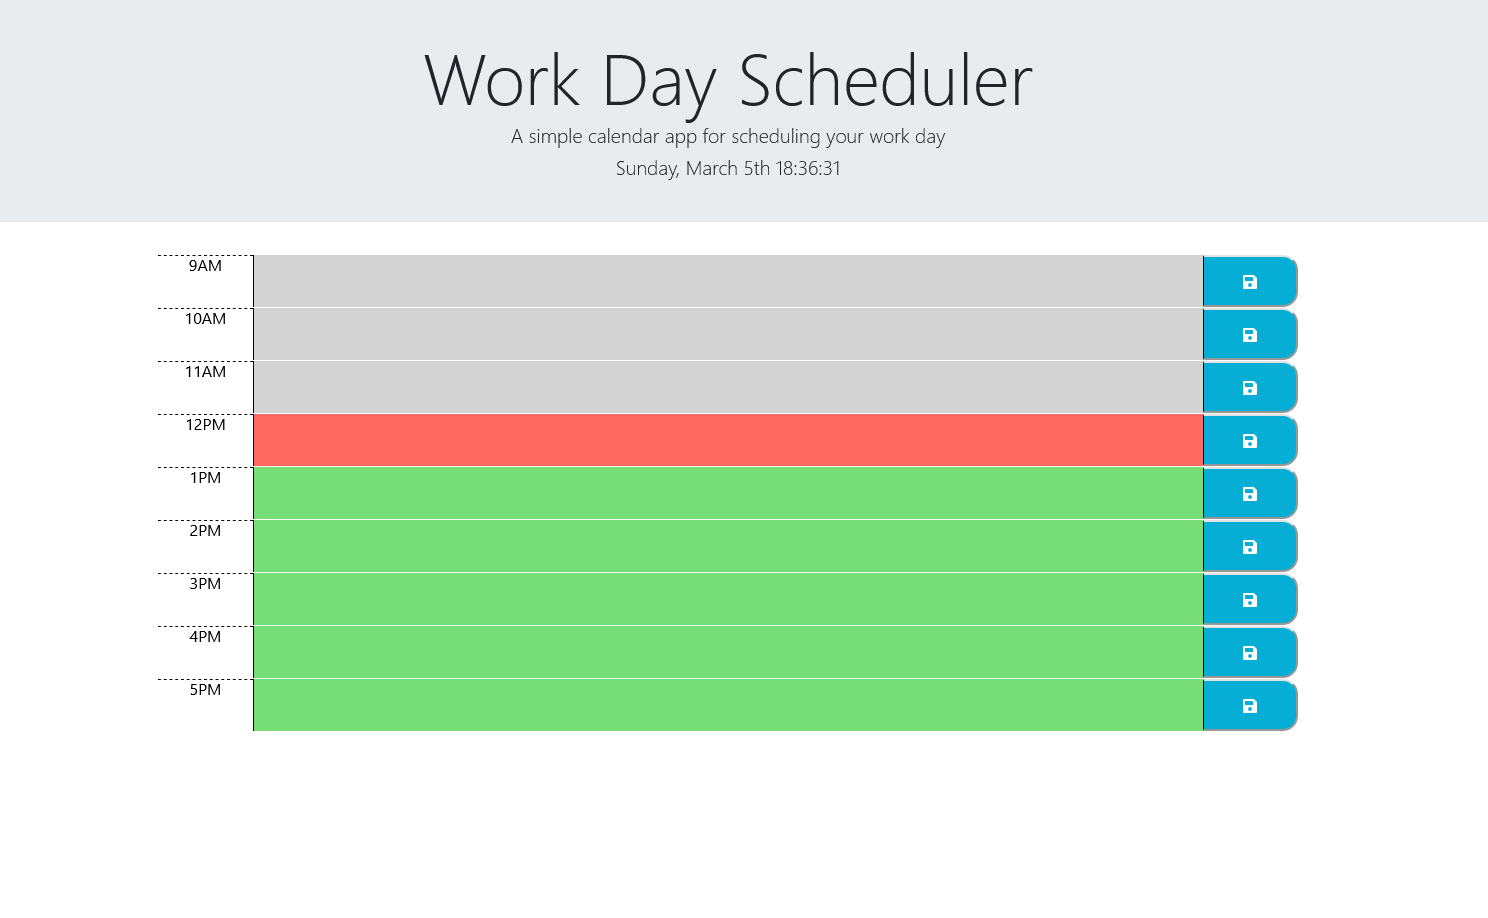 Work Day Scheduler
A simple calendar app for scheduling your work day
Sunday, March 5th 18:36:31
9AM
10AM
11AM
12PM
1PM
2PM
3PM
4PM
5PM